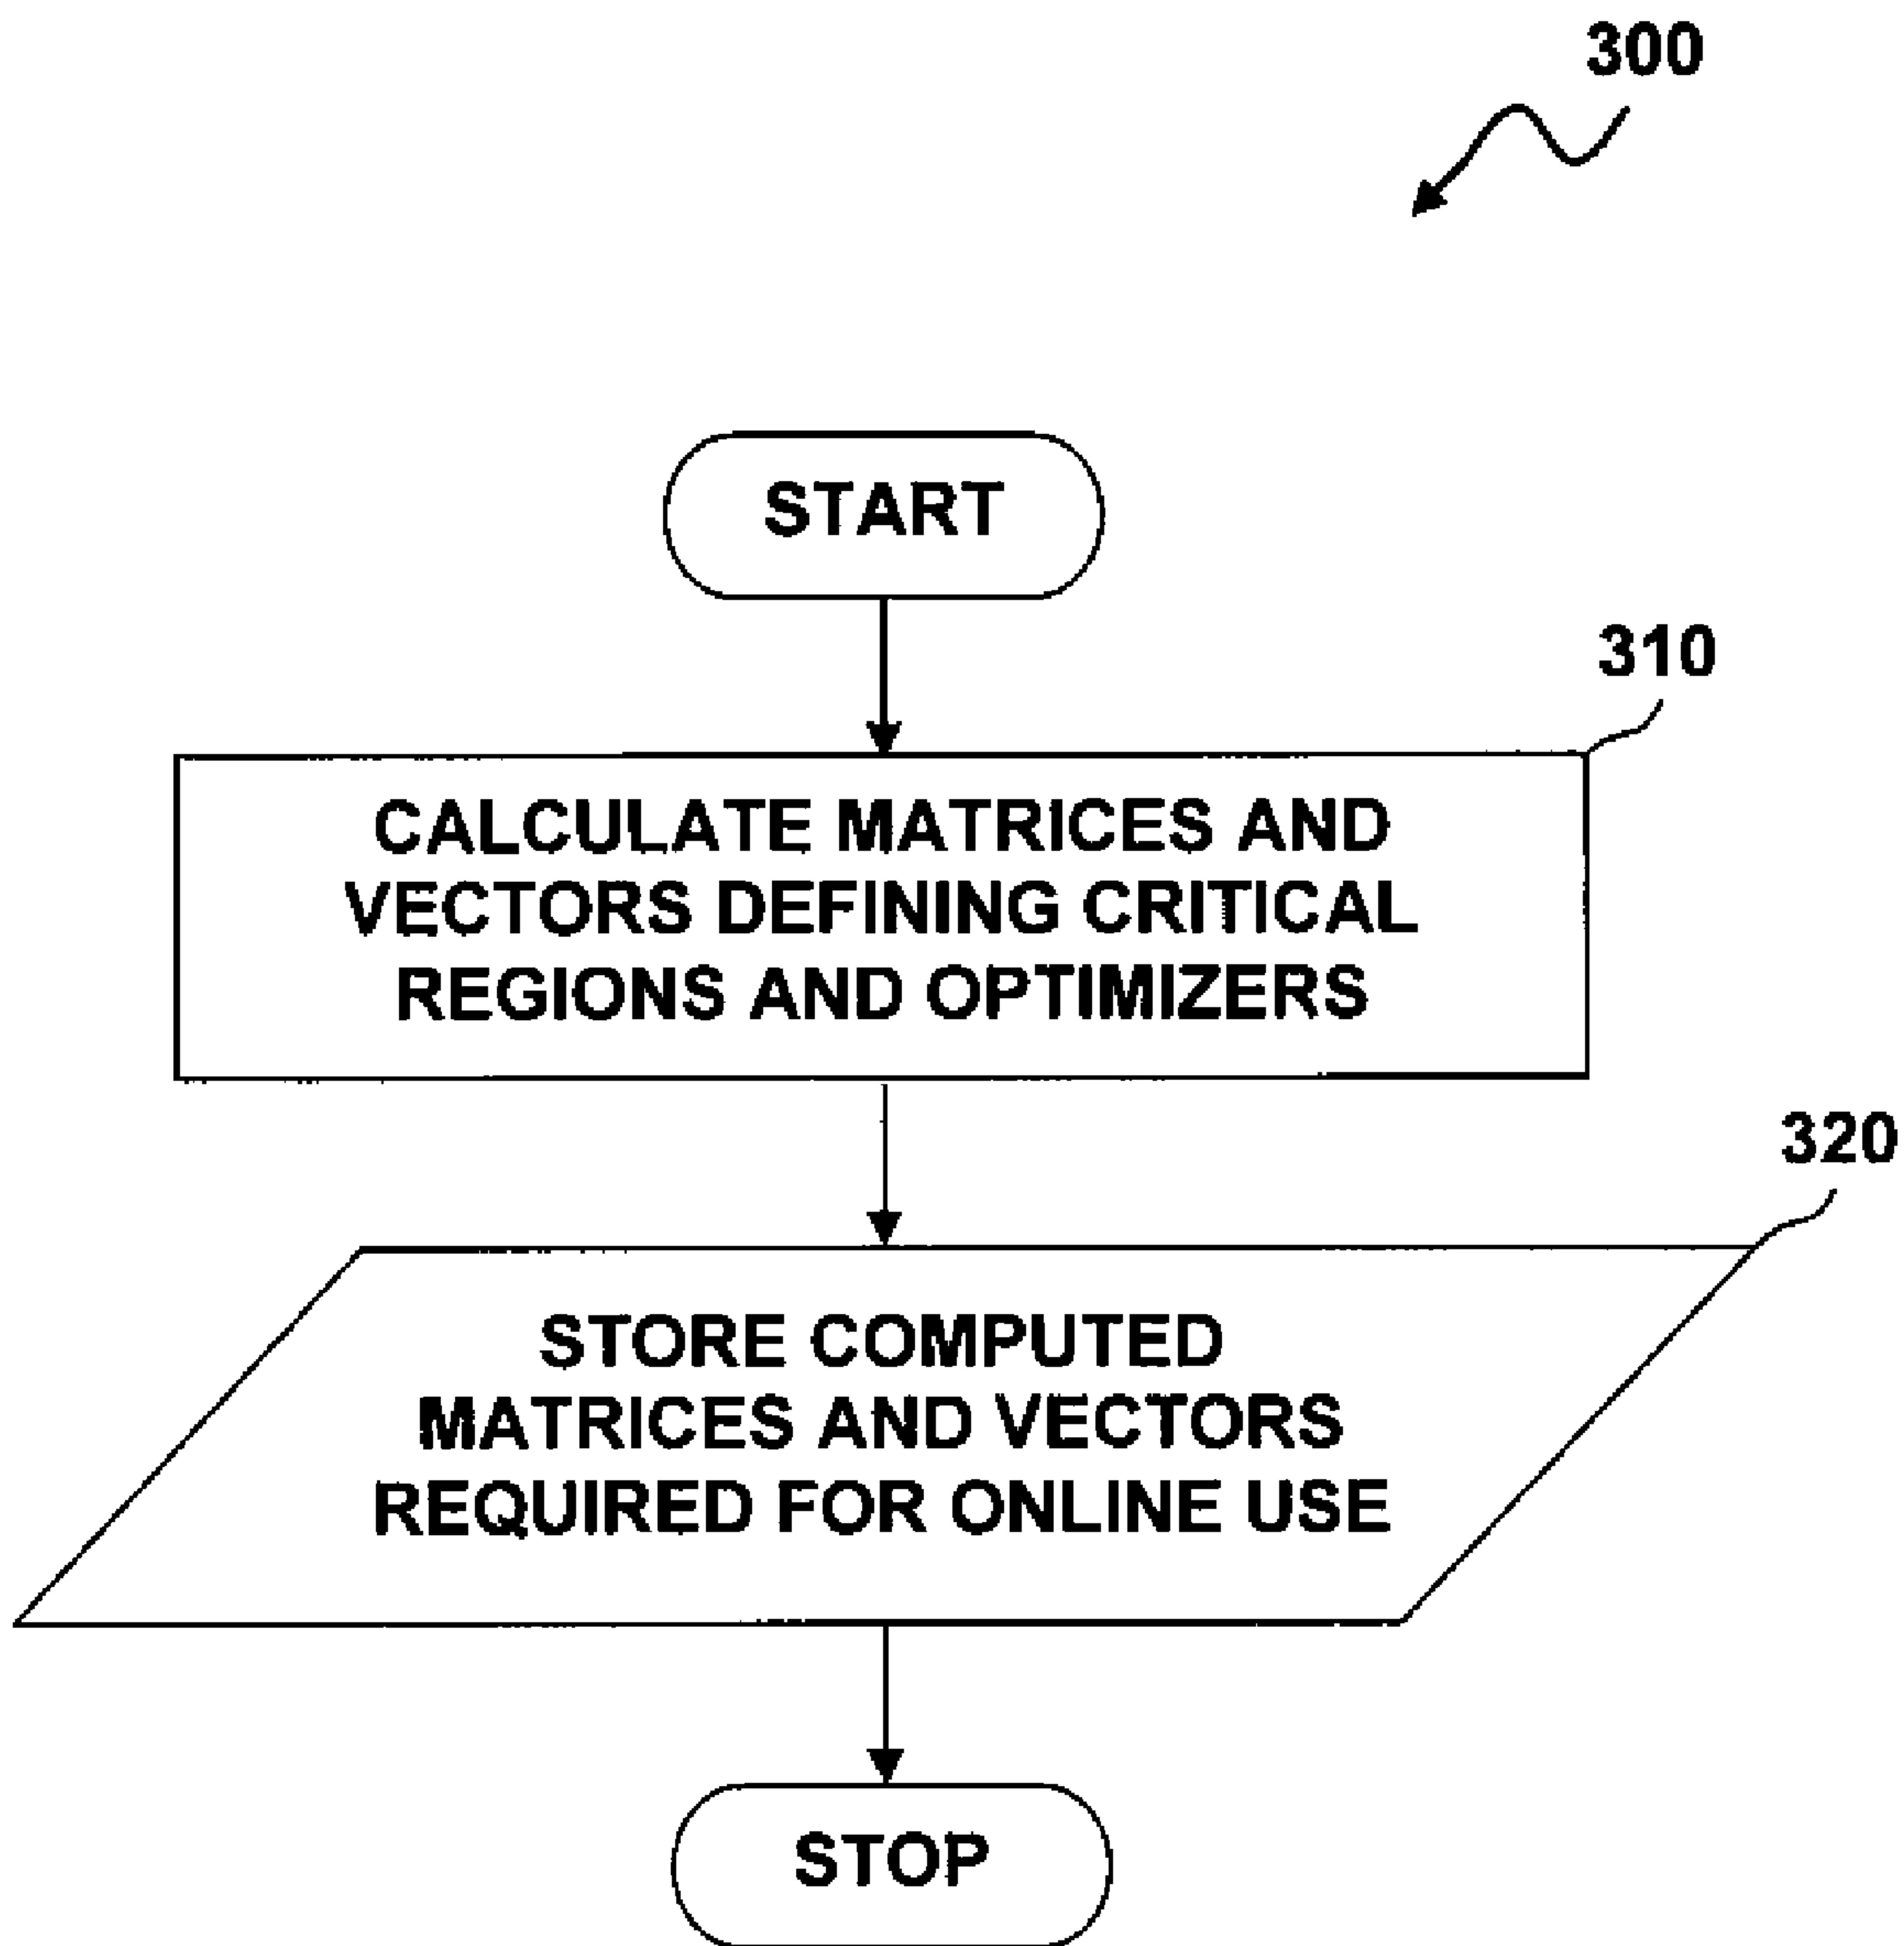 300
START
310
CALCULATE MATRICES AND
VECTORS DEFINING CRITICAL
REGIONS AND OPTIMIZERS
320
STORE COMPUTED
MATRICES AND VECTORS
REQUIRED FOR ONLINE USE
STOP